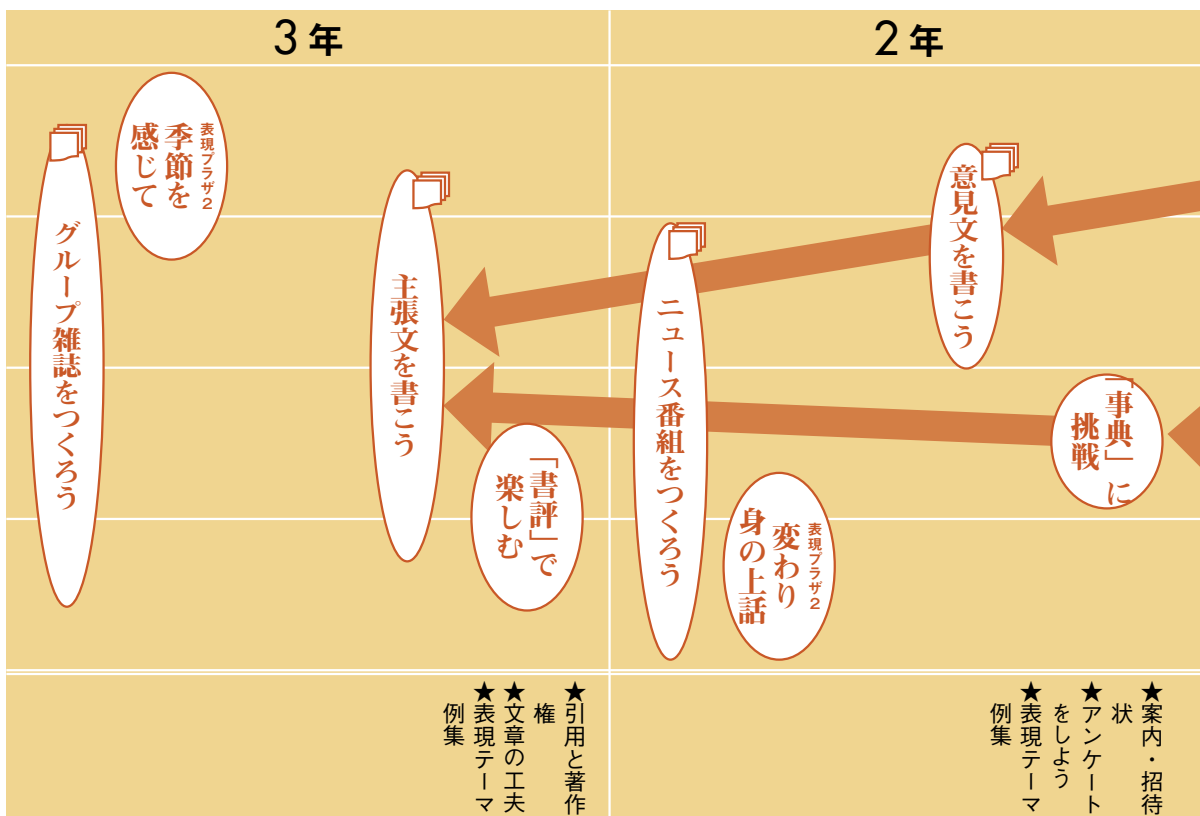 2年
「事典」に
挑戦
意見文を書こう
表現プラザ2
変わり
身の上話
ニュース番組をつくろう
★案内・招待
状
★アンケート
をしよう
★表現テーマ
例集
3年
「書評」で
楽しむ
主張文を書こう
表現プラザ2
季節を
感じて
グループ雑誌をつくろう
★引用と著作
権
★文章の工夫
★表現テーマ
例集